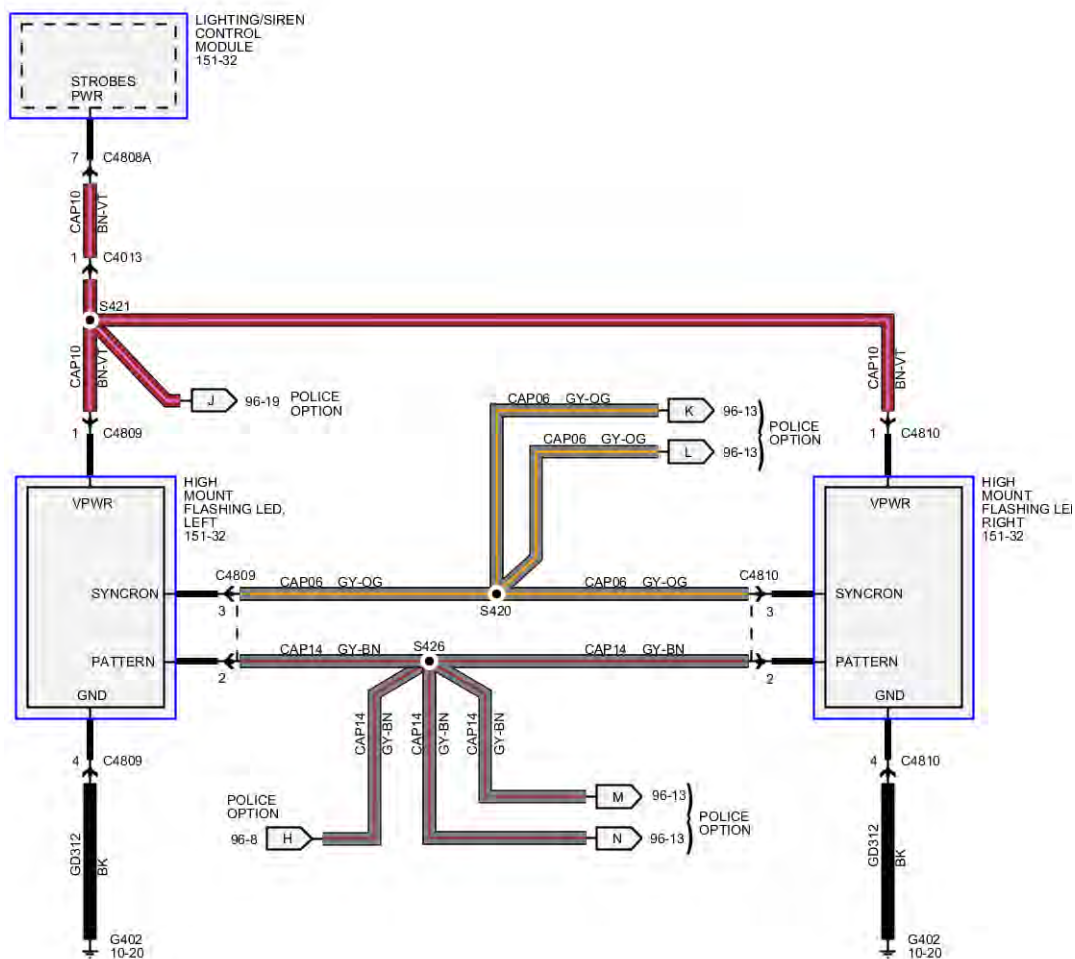 LIGHTING/SIREN
CONTROL
MODULE
151-32
STROBES
PWR
7 C4808A
CAP10 BN-VT
1 C4013
S421
CAP10 BN-VT
CAP10 BN-VT
J 96-19 POLICE
OPTION
CAP06 GY-OG K 96-13
CAP06 GY-OG L 96-13
POLICE
OPTION
1 C4809
1 C4810
HIGH
MOUNT
FLASHING LED,
LEFT
151-32
VPWR
SYNCRON
PATTERN
GND
HIGH
MOUNT
FLASHING LED
RIGHT
151-32
VPWR
SYNCRON
PATTERN
GND
C4809 CAP06 GY-OG CAP06 GY-OG C4810
3 S420 3
S426
CAP14 GY-BN CAP14 GY-BN
2 2
CAP14 GY-BN
CAP14 GY-BN
CAP14 GY-BN
4 C4809
4 C4810
M 96-13
N 96-13
POLICE
OPTION
POLICE
OPTION
96-8 H
GD312 BK
GD312 BK
G402
10-20
G402
10-20